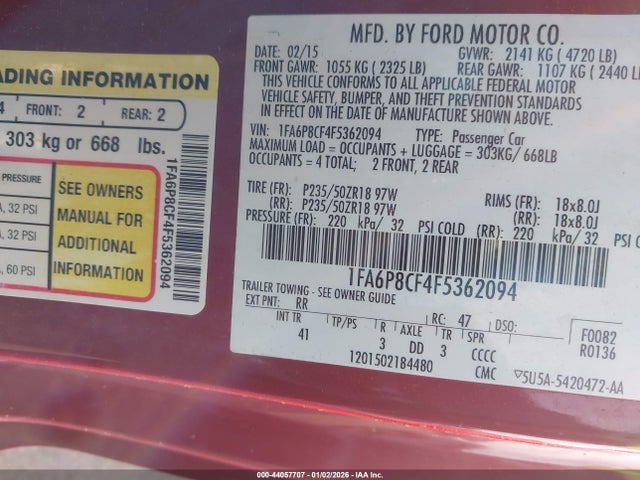 ADING INFORMATION
4 FRONT: 2 REAR: 2
303 kg or 668 lbs.
PRESSURE
, 32 PSI
, 32 PSI
, 60 PSI
SEE OWNERS
MANUAL FOR
ADDITIONAL
INFORMATION
1FA6P8CF4F5362094
MFD. BY FORD MOTOR CO.
DATE: 02/15 GVWR: 2141 KG ( 4720 LB)
FRONT GAWR: 1055 KG ( 2325 LB) REAR GAWR: 1107 KG ( 2440 LB
THIS VEHICLE CONFORMS TO ALL APPLICABLE FEDERAL MOTOR
VEHICLE SAFETY, BUMPER, AND THEFT PREVENTION STANDARDS
IN EFFECT ON THE DATE OF MANUFACTURE SHOWN ABOVE.
VIN: 1FA6P8CF4F5362094 TYPE: Passenger Car
MAXIMUM LOAD = OCCUPANTS + LUGGAGE = 303KG/ 668LB
OCCUPANTS = 4 TOTAL; 2 FRONT, 2 REAR
TIRE (FR): P235/50ZR18 97W RIMS (FR): 18x8.0J
(RR): P235/50ZR18 97W (RR): 18x8.0J
PRESSURE (FR): 220 kPa/ 32 PSI COLD (RR): 220 kPa/ 32 PSI COLD
1FA6P8CF4F5362094
TRAILER TOWING - SEE OWNER GUIDE
EXT PNT: RR RC: 47 DSO:
INT TR TP/PS R AXLE TR SPR F0082
41 3 DD 3 CCCC R0136
1201502184480 CMC 5U5A-5420472-AA
000-44057707 - 01/02/2026 - IAA